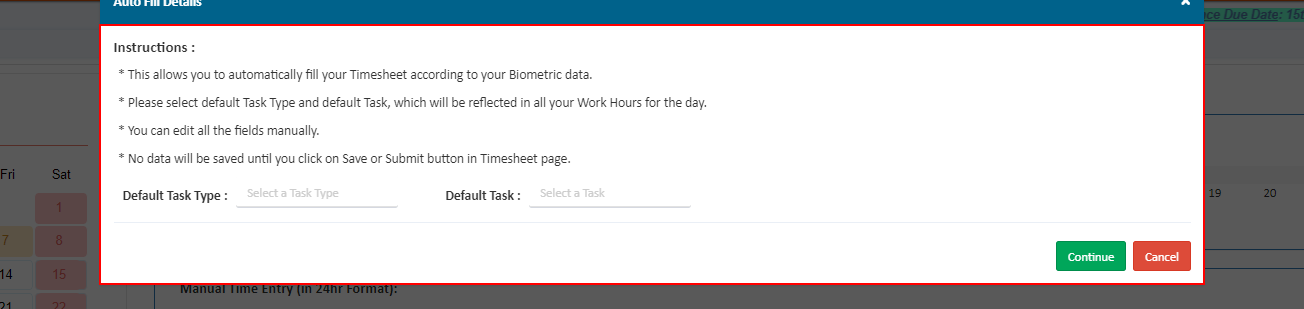 Auto Fill Details
×
nce Due Date: 15t
Instructions :
* This allows you to automatically fill your Timesheet according to your Biometric data.
* Please select default Task Type and default Task, which will be reflected in all your Work Hours for the day.
* You can edit all the fields manually.
* No data will be saved until you click on Save or Submit button in Timesheet page.
Fri Sat
Default Task Type : Select a Task Type Default Task : Select a Task
19 20
1
7 8
Continue Cancel
14 15
Manual Time Entry (in 24hr Format):
21 22